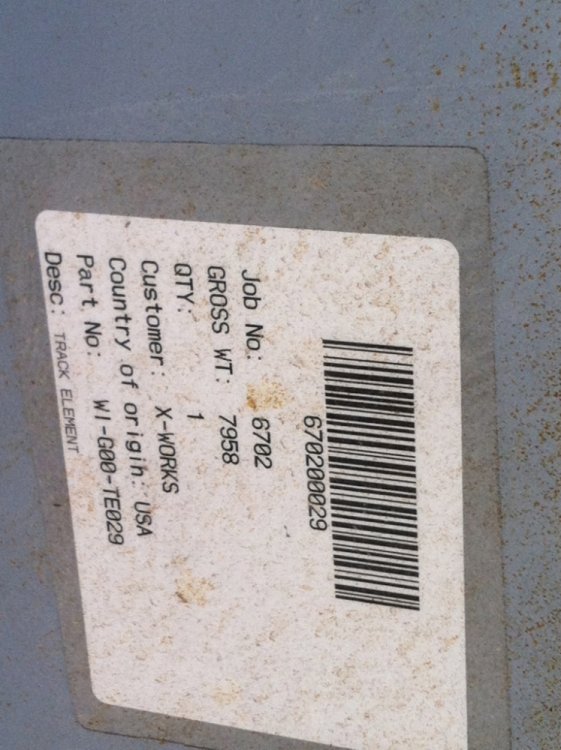 670200029
Job No: 6702
GROSS WT: 7958
QTY: 1
Customer: X-WORKS
Country of origin: USA
Part No: WI-G00-TE029
Desc: TRACK ELEMENT